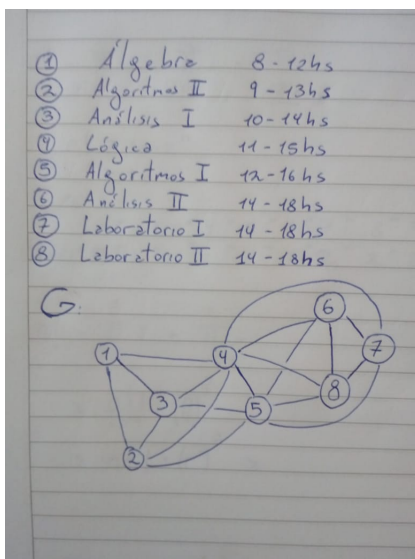 ① Álgebra 8 - 12hs
② Algoritmos II 9 - 13hs
③ Análisis I 10 - 14hs
④ Lógica 11 - 15hs
⑤ Algoritmos I 12 - 16hs
⑥ Análisis II 14 - 18hs
⑦ Laboratorio I 14 - 18hs
⑧ Laboratorio II 14 - 18hs
G:
6
7
1
4
8
3
5
2